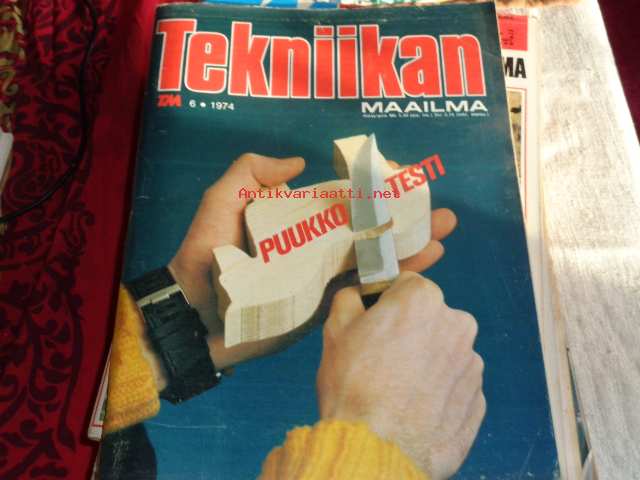 Tekniikan
TM 6 • 1974
MAAILMA
Antikvariaatti.net
PUUKKO
TESTI
MA